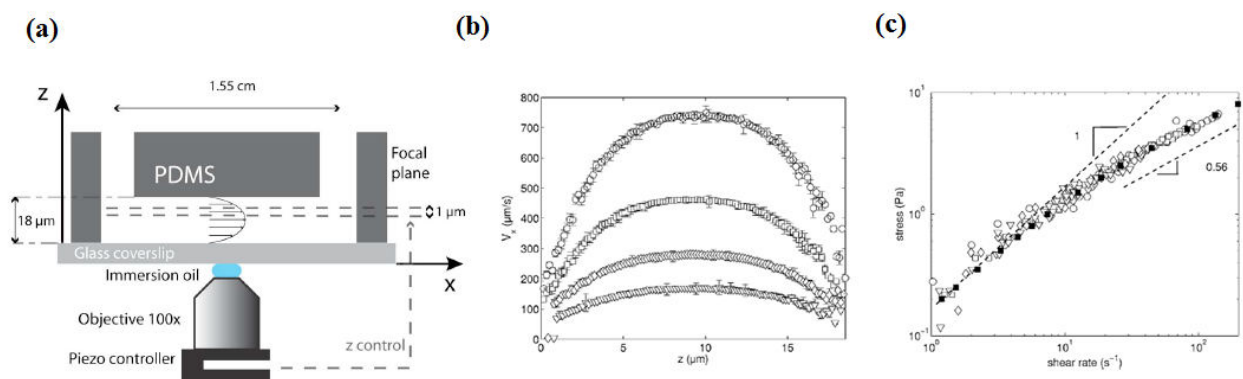 (a)
(b)
(c)
1.55 cm
Z
PDMS
Focal
plane
18 µm
1 µm
Glass coverslip
Immersion oil
X
Objective 100x
z control
Piezo controller
800
700
600
500
400
300
200
100
0
Vx (µm/s)
0
5
10
15
z (µm)
10¹
10⁰
10⁻¹
stress (Pa)
1
0.56
10⁰
10¹
10²
shear rate (s⁻¹)